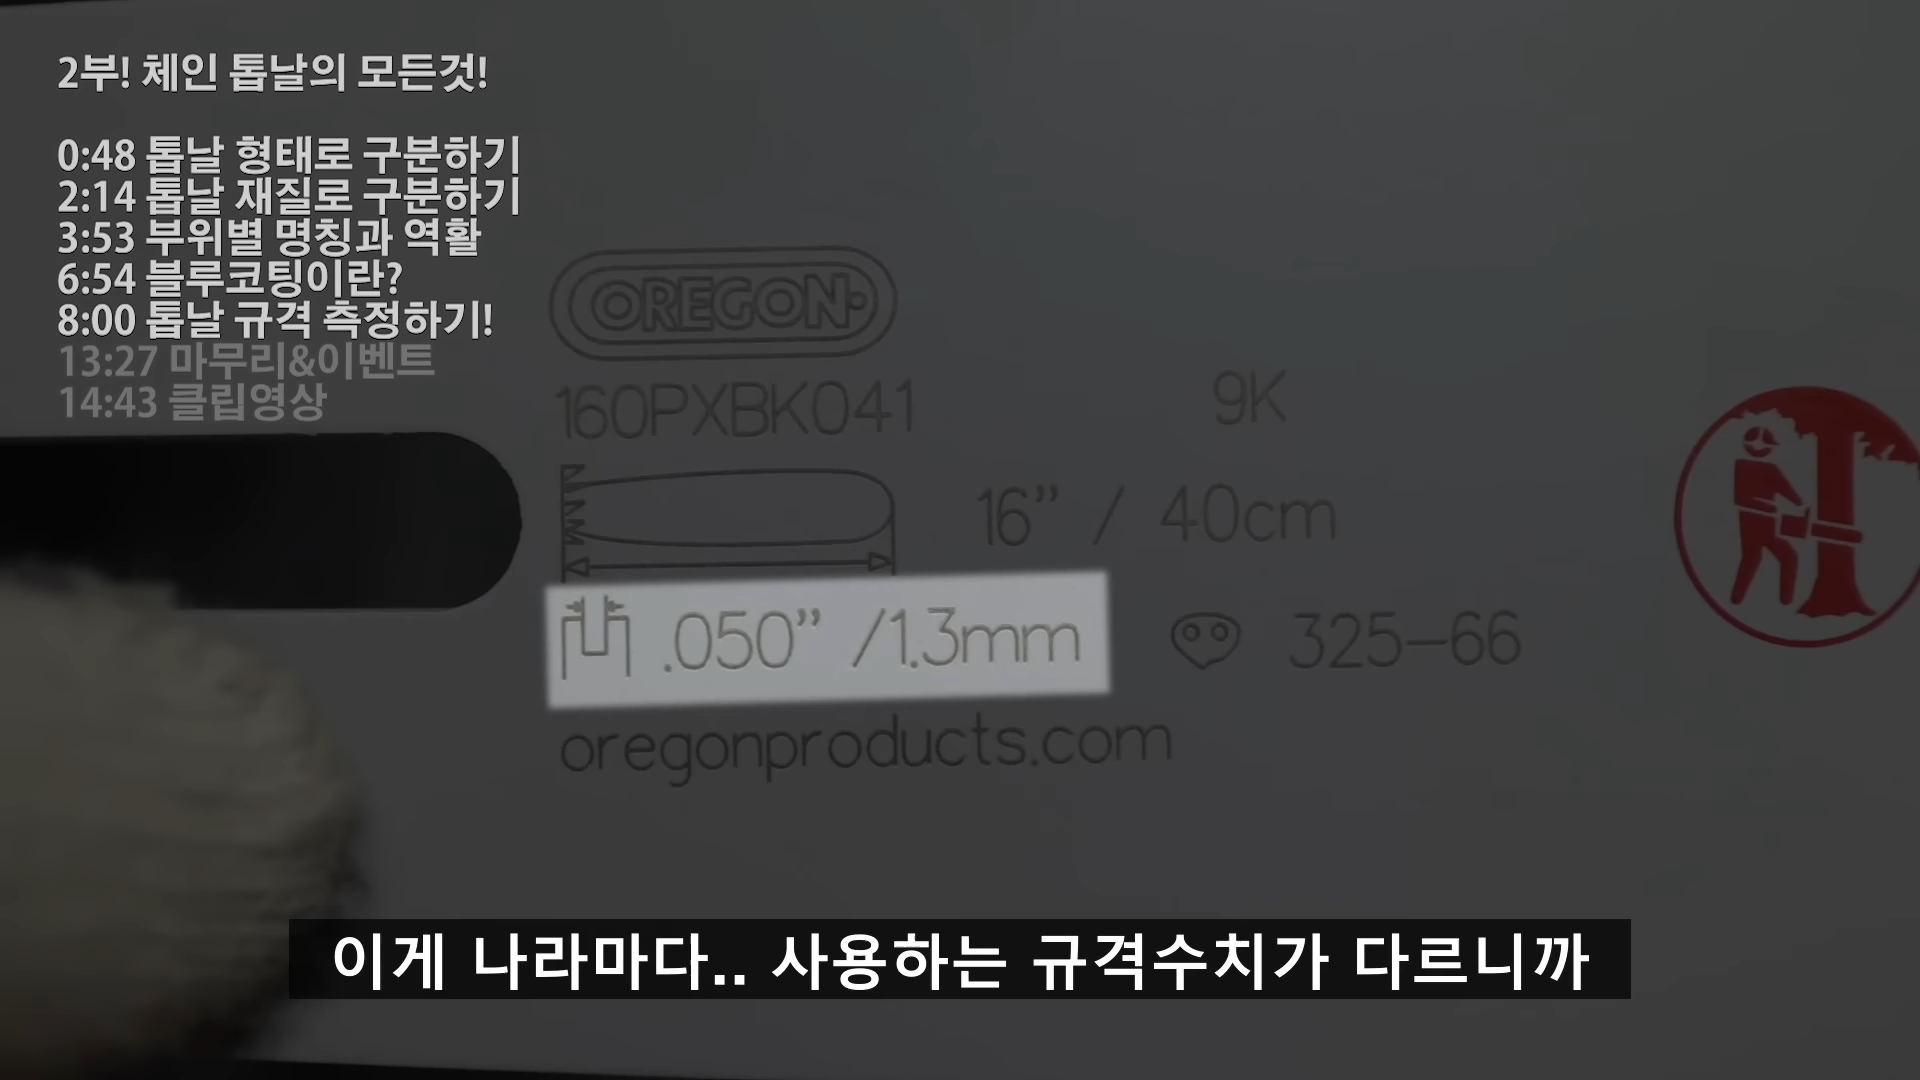 2부! 체인 톱날의 모든것!
0:48 톱날 형태로 구분하기
2:14 톱날 재질로 구분하기
3:53 부위별 명칭과 역활
6:54 블루코팅이란?
8:00 톱날 규격 측정하기!
13:27 마무리&이벤트
14:43 클립영상
OREGON
160PXBK041 9K
16” / 40cm
.050” /1.3mm 325-66
oregonproducts.com
이게 나라마다.. 사용하는 규격수치가 다르니까